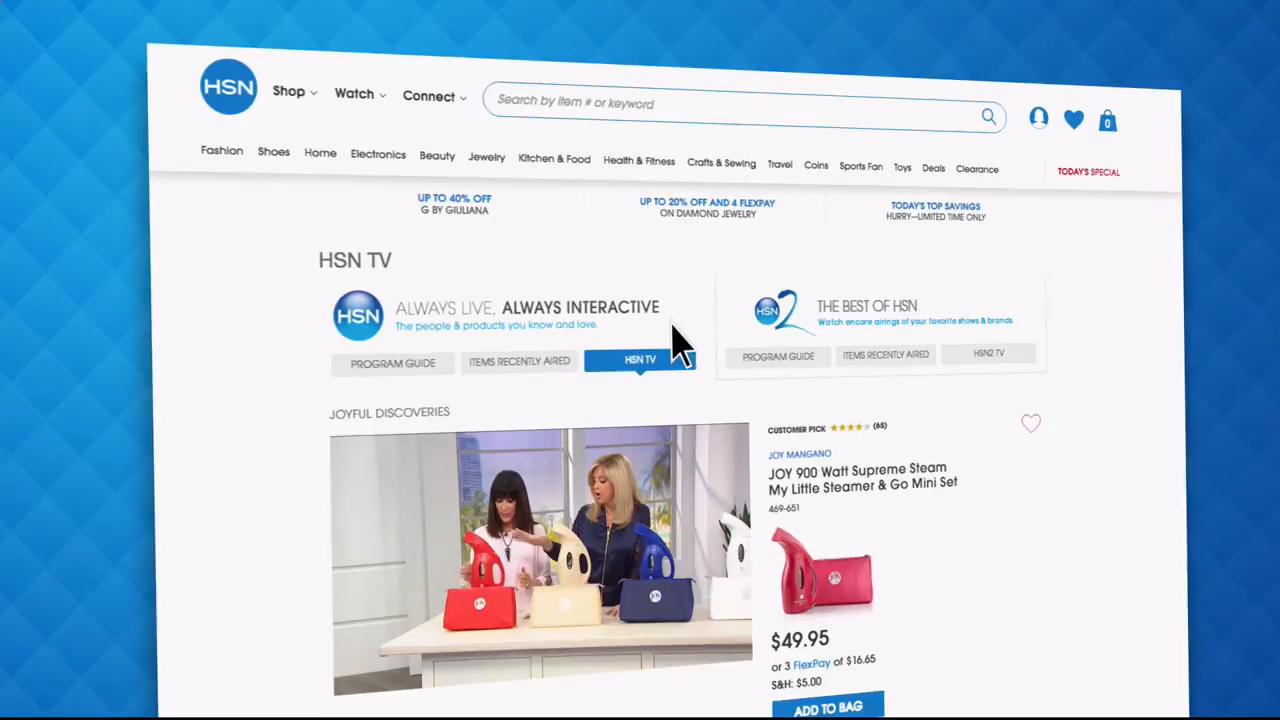 HSN
Shop
Watch
Connect
Search by item # or keyword
0
Fashion
Shoes
Home
Electronics
Beauty
Jewelry
Kitchen & Food
Health & Fitness
Crafts & Sewing
Travel
Coins
Sports Fan
Toys
Deals
Clearance
TODAY'S SPECIAL
UP TO 40% OFF
G BY GIULIANA
UP TO 20% OFF AND 4 FLEXPAY
ON DIAMOND JEWELRY
TODAY'S TOP SAVINGS
HURRY—LIMITED TIME ONLY
HSN TV
HSN
ALWAYS LIVE, ALWAYS INTERACTIVE
The people & products you know and love.
PROGRAM GUIDE
ITEMS RECENTLY AIRED
HSN TV
HSN 2
THE BEST OF HSN
Watch encore airings of your favorite shows & brands.
PROGRAM GUIDE
ITEMS RECENTLY AIRED
HSN2 TV
JOYFUL DISCOVERIES
CUSTOMER PICK
(65)
JOY MANGANO
JOY 900 Watt Supreme Steam
My Little Steamer & Go Mini Set
469-651
$49.95
or 3 FlexPay of $16.65
S&H: $5.00
ADD TO BAG